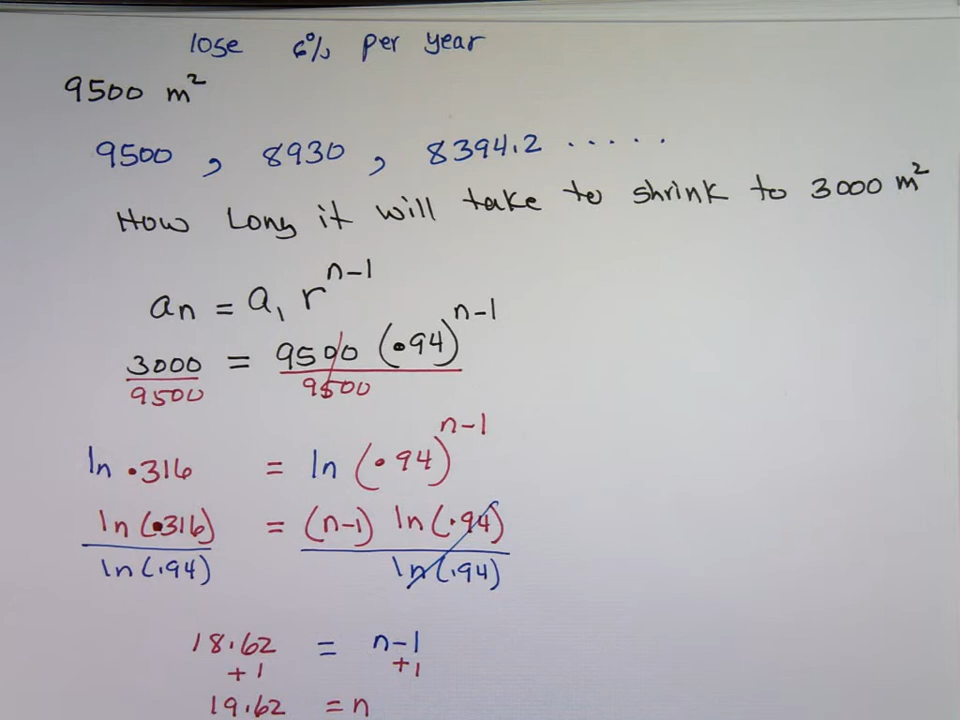 lose 6% per year
9500 m²
9500 , 8930 , 8394.2 ......
How Long it will take to shrink to 3000 m²
an = a₁ r^(n-1)
3000/9500 = 9500 (.94)^(n-1)/9500
ln .316 = ln (.94)^(n-1)
ln(.316)/ln(.94) = (n-1) ln(.94)/ln(.94)
18.62 = n-1
+1 +1
19.62 = n